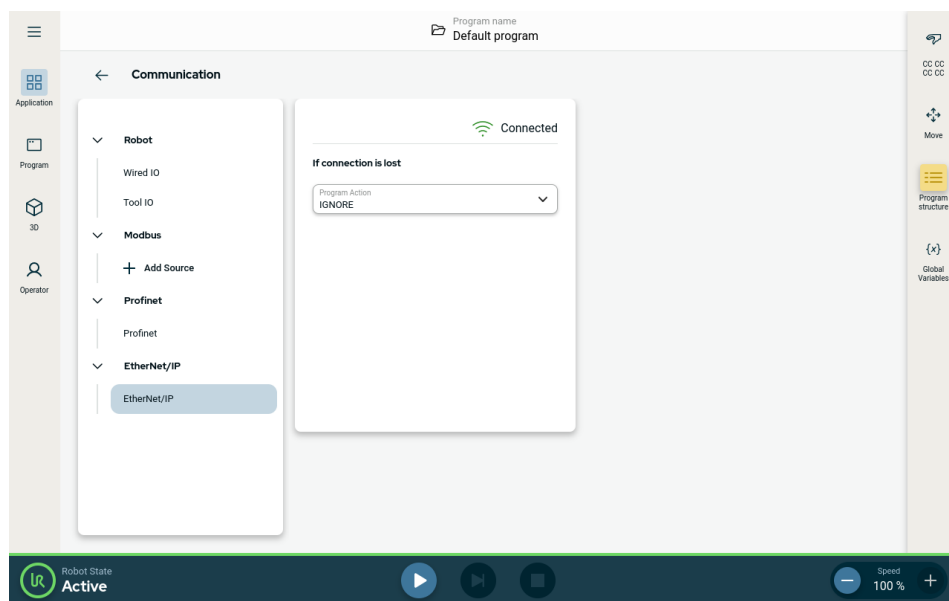 Program name
Default program
Application
Program
3D
Operator
Communication
Robot
Wired IO
Tool IO
Modbus
Add Source
Profinet
Profinet
EtherNet/IP
EtherNet/IP
Connected
If connection is lost
Program Action
IGNORE
CC CC
CC CC
Move
Program
structure
{x}
Global
Variables
UR
Robot State
Active
Speed
100 %